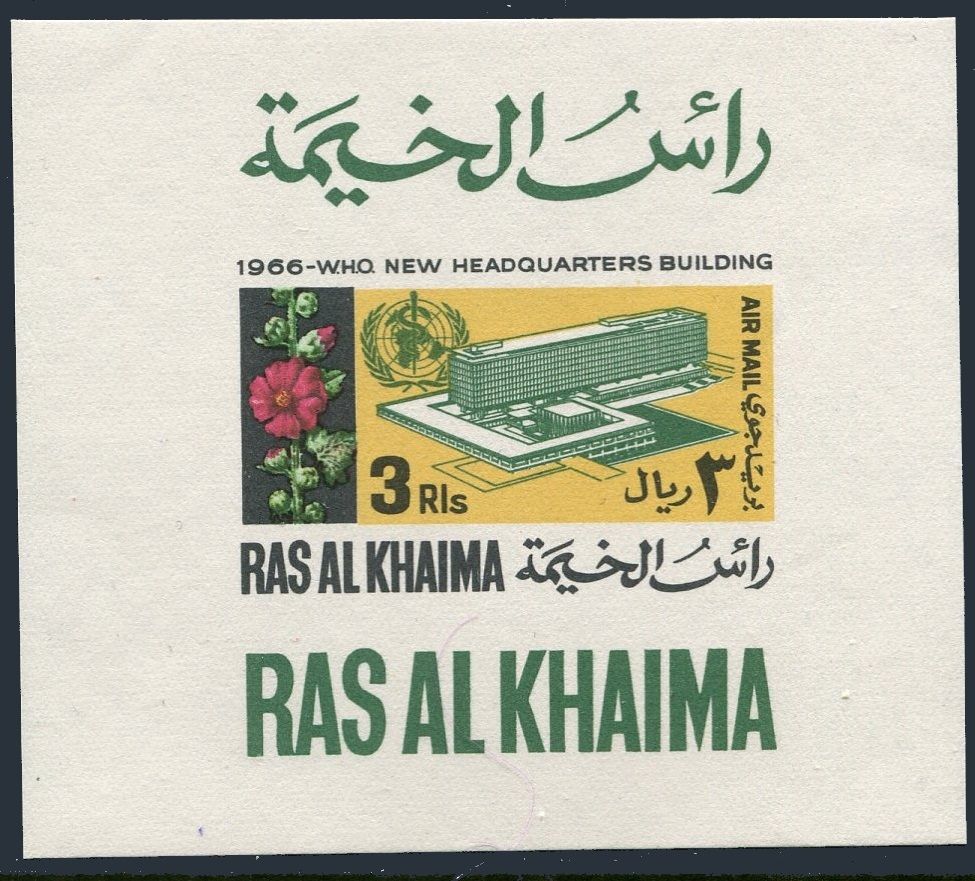 رأس الخيمة
1966-W.H.O. NEW HEADQUARTERS BUILDING
AIR MAIL بريد جوي
3 Rls
٣ ريال
RAS AL KHAIMA رأس الخيمة
RAS AL KHAIMA